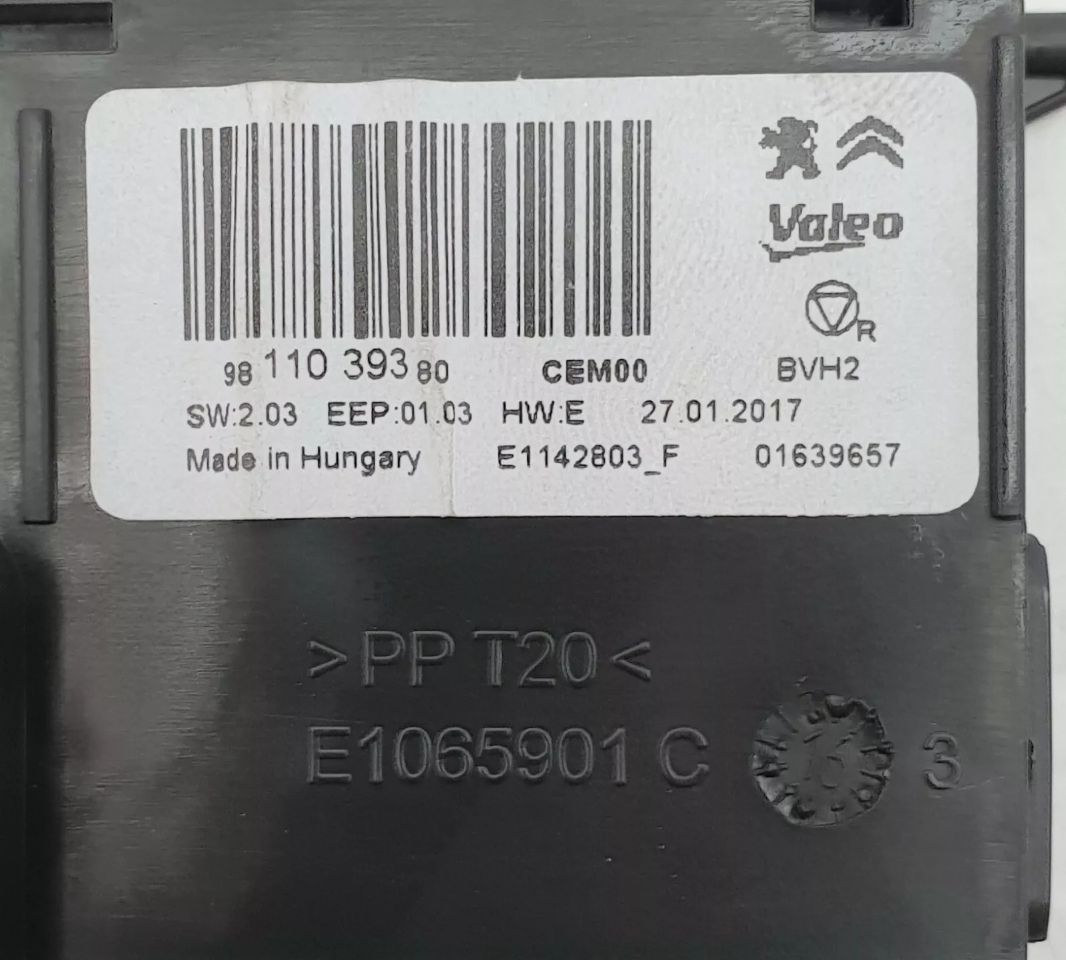 Valeo
R
98 110 393 80 CEM00 BVH2
SW:2.03 EEP:01.03 HW:E 27.01.2017
Made in Hungary E1142803_F 01639657
>PP T20<
E1065901 C 3